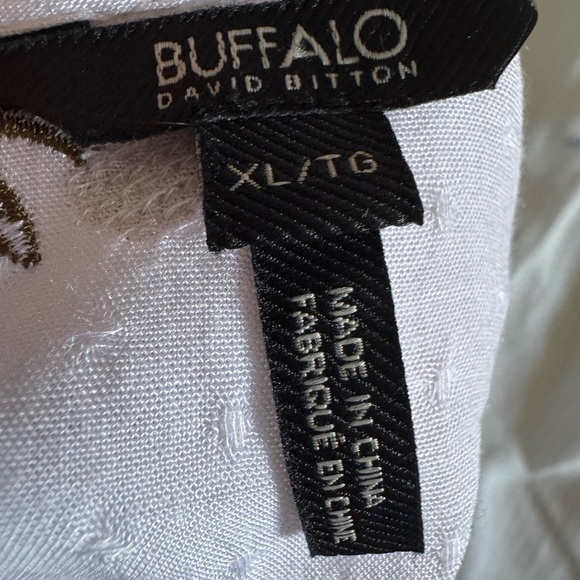 BUFFALO
DAVID BITTON
XL/TG
MADE IN CHINA
FABRIQUÉ EN CHINE